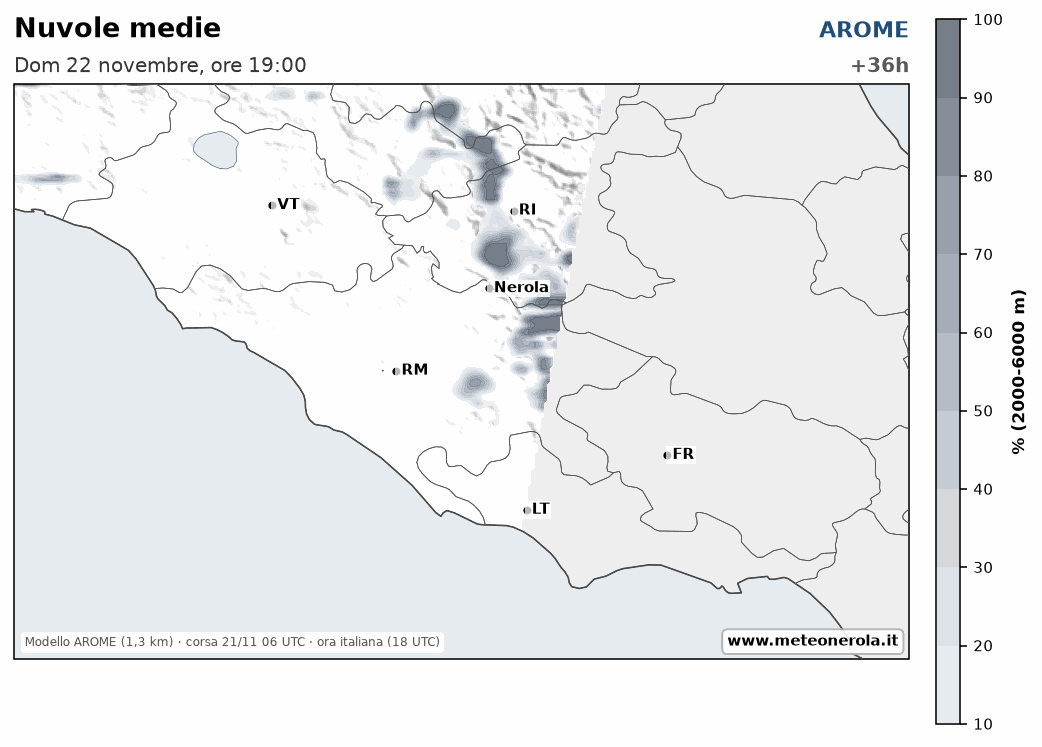 Nuvole medie
AROME
Dom 22 novembre, ore 19:00
+36h
VT
RI
Nerola
RM
FR
LT
Modello AROME (1,3 km) · corsa 21/11 06 UTC · ora italiana (18 UTC)
www.meteonerola.it
100
90
80
70
60
50
40
30
20
10
% (2000-6000 m)